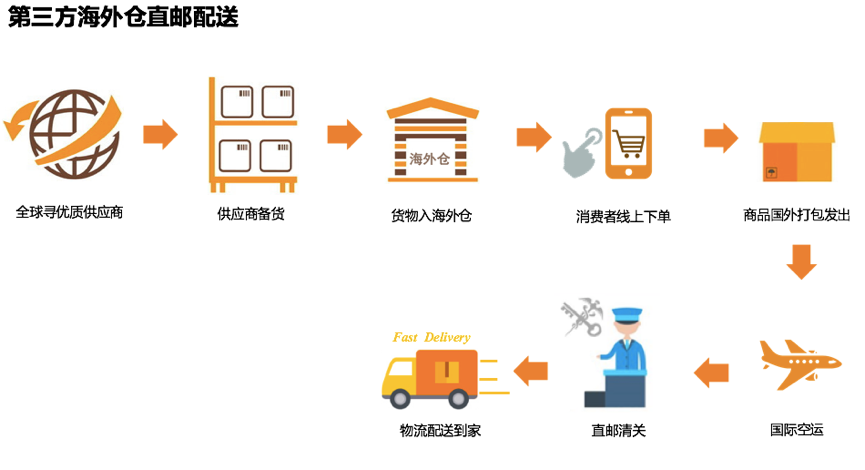 第三方海外仓直邮配送
海外仓
全球寻优质供应商
供应商备货
货物入海外仓
消费者线上下单
商品国外打包发出
Fast Delivery
物流配送到家
直邮清关
国际空运